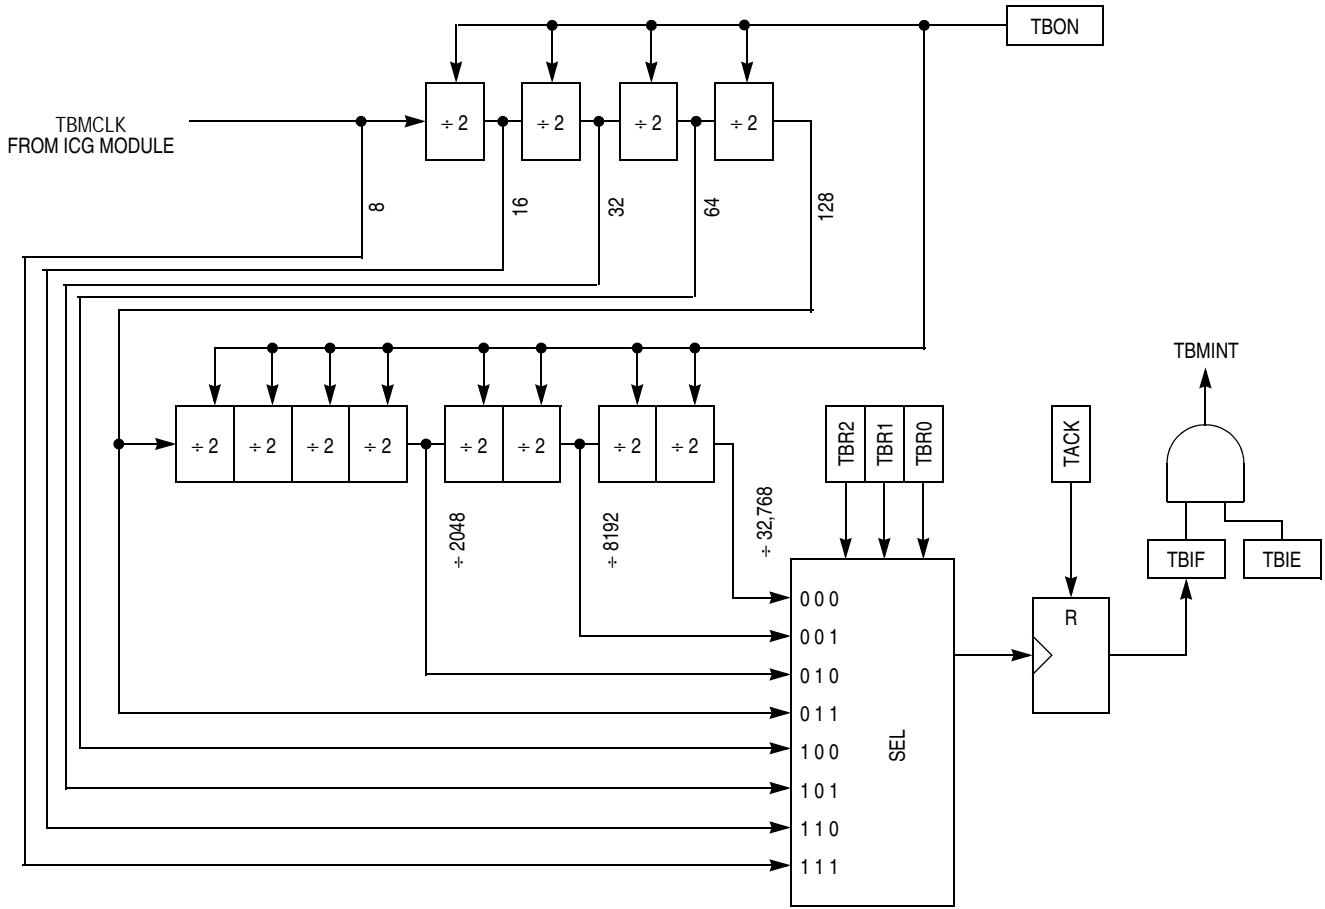 TBON
TBMCLK
FROM ICG MODULE
÷ 2
÷ 2
÷ 2
÷ 2
8
16
32
64
128
TBMINT
÷ 2
÷ 2
÷ 2
÷ 2
÷ 2
÷ 2
÷ 2
÷ 2
TBR2
TBR1
TBR0
TACK
÷ 2048
÷ 8192
÷ 32,768
TBIF
TBIE
0 0 0
0 0 1
0 1 0
0 1 1
1 0 0
1 0 1
1 1 0
1 1 1
SEL
R